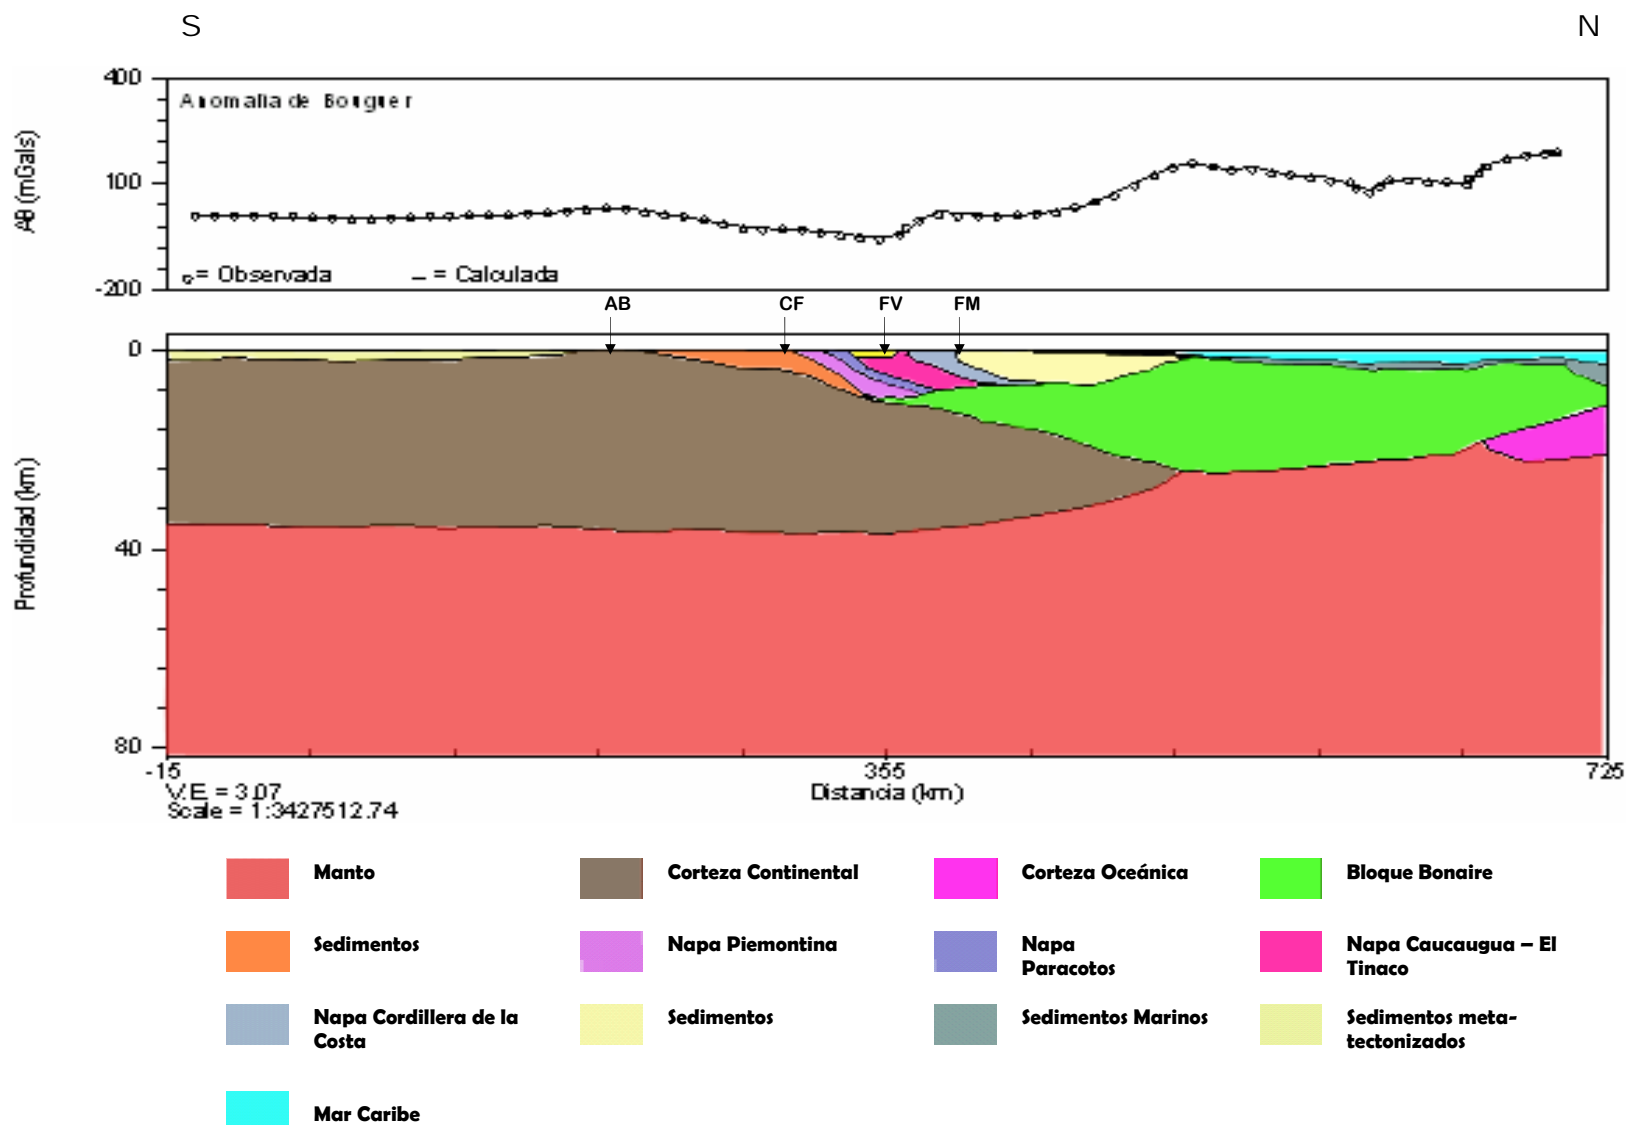 S N
400
Anomalia de Bouguer
AB (mGals)
100
o = Observada – = Calculada
-200
AB CF FV FM
0
Profundidad (km)
40
80
-15 355 725
V.E. = 3.07
Distancia (km)
Scale = 1:3427512.74
Manto Corteza Continental Corteza Oceánica Bloque Bonaire
Sedimentos Napa Piemontina Napa Napa Caucaugua – El
Paracotos Tinaco
Napa Cordillera de la Sedimentos Sedimentos Marinos Sedimentos meta-
Costa tectonizados
Mar Caribe